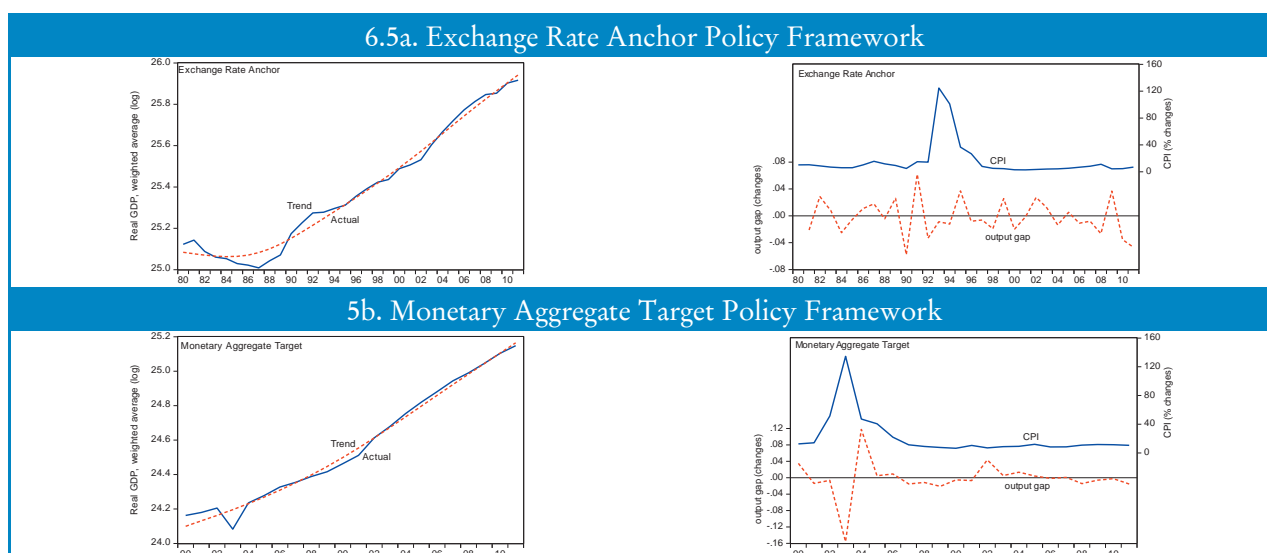 6.5a. Exchange Rate Anchor Policy Framework
Exchange Rate Anchor
Real GDP, weighted average (log)
26.0
25.8
25.6
25.4
25.2
25.0
Trend
Actual
80 82 84 86 88 90 92 94 96 98 00 02 04 06 08 10
Exchange Rate Anchor
output gap (changes)
.08
.04
.00
-.04
-.08
160
120
80
40
0
CPI (% changes)
CPI
output gap
80 82 84 86 88 90 92 94 96 98 00 02 04 06 08 10
5b. Monetary Aggregate Target Policy Framework
Monetary Aggregate Target
Real GDP, weighted average (log)
25.2
25.0
24.8
24.6
24.4
24.2
24.0
Trend
Actual
Monetary Aggregate Target
output gap (changes)
.12
.08
.04
.00
-.04
-.08
-.12
-.16
160
120
80
40
0
CPI (% changes)
CPI
output gap